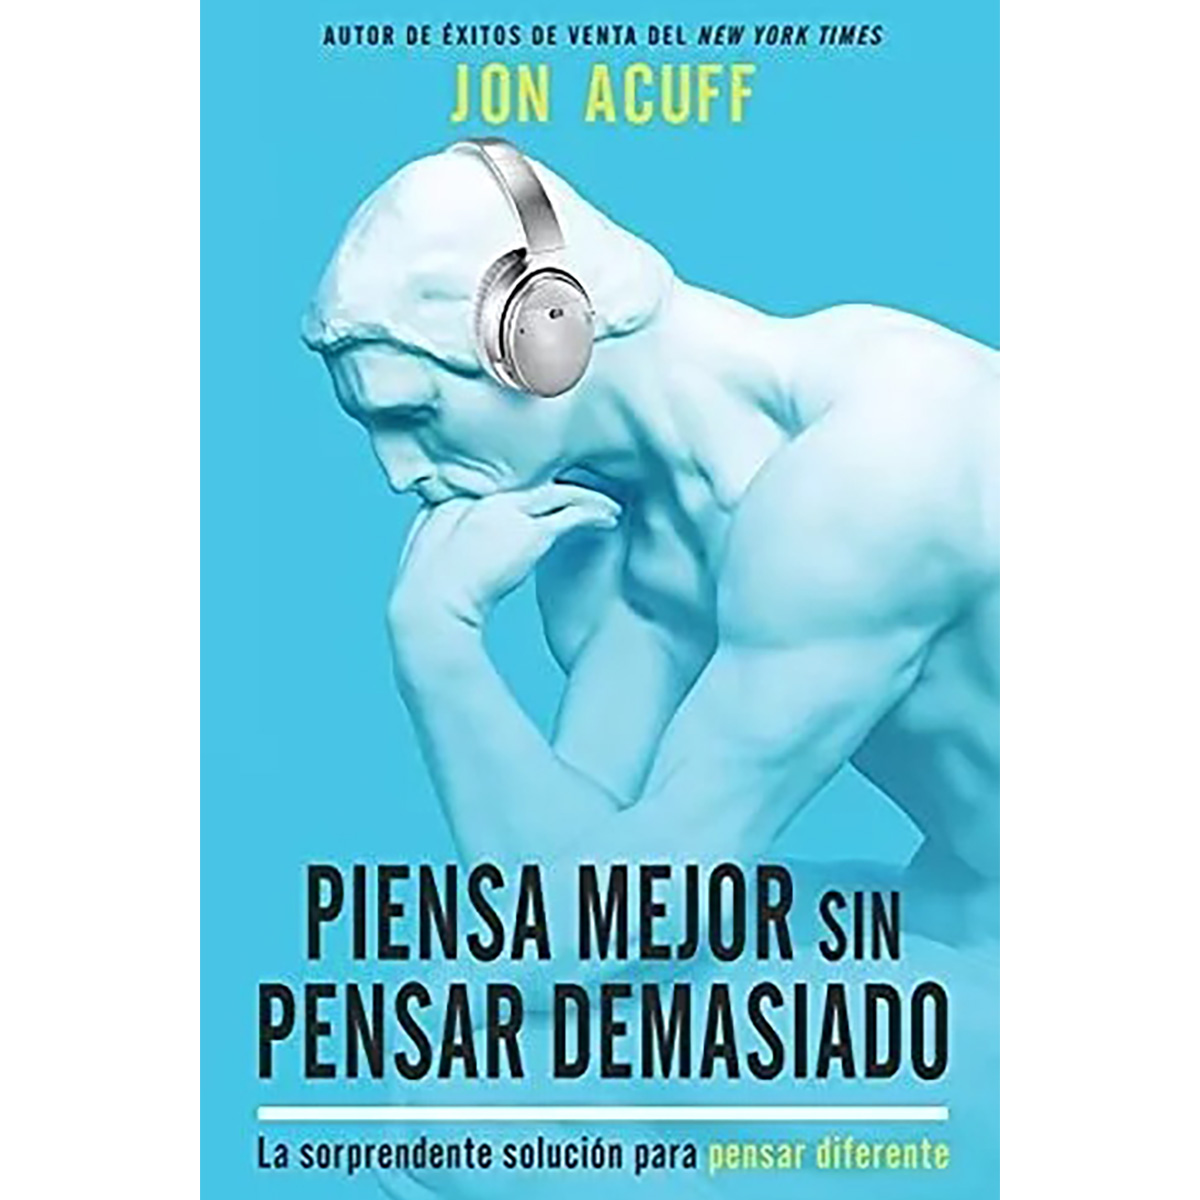 AUTOR DE ÉXITOS DE VENTA DEL NEW YORK TIMES
JON ACUFF
PIENSA MEJOR SIN
PENSAR DEMASIADO
La sorprendente solución para pensar diferente